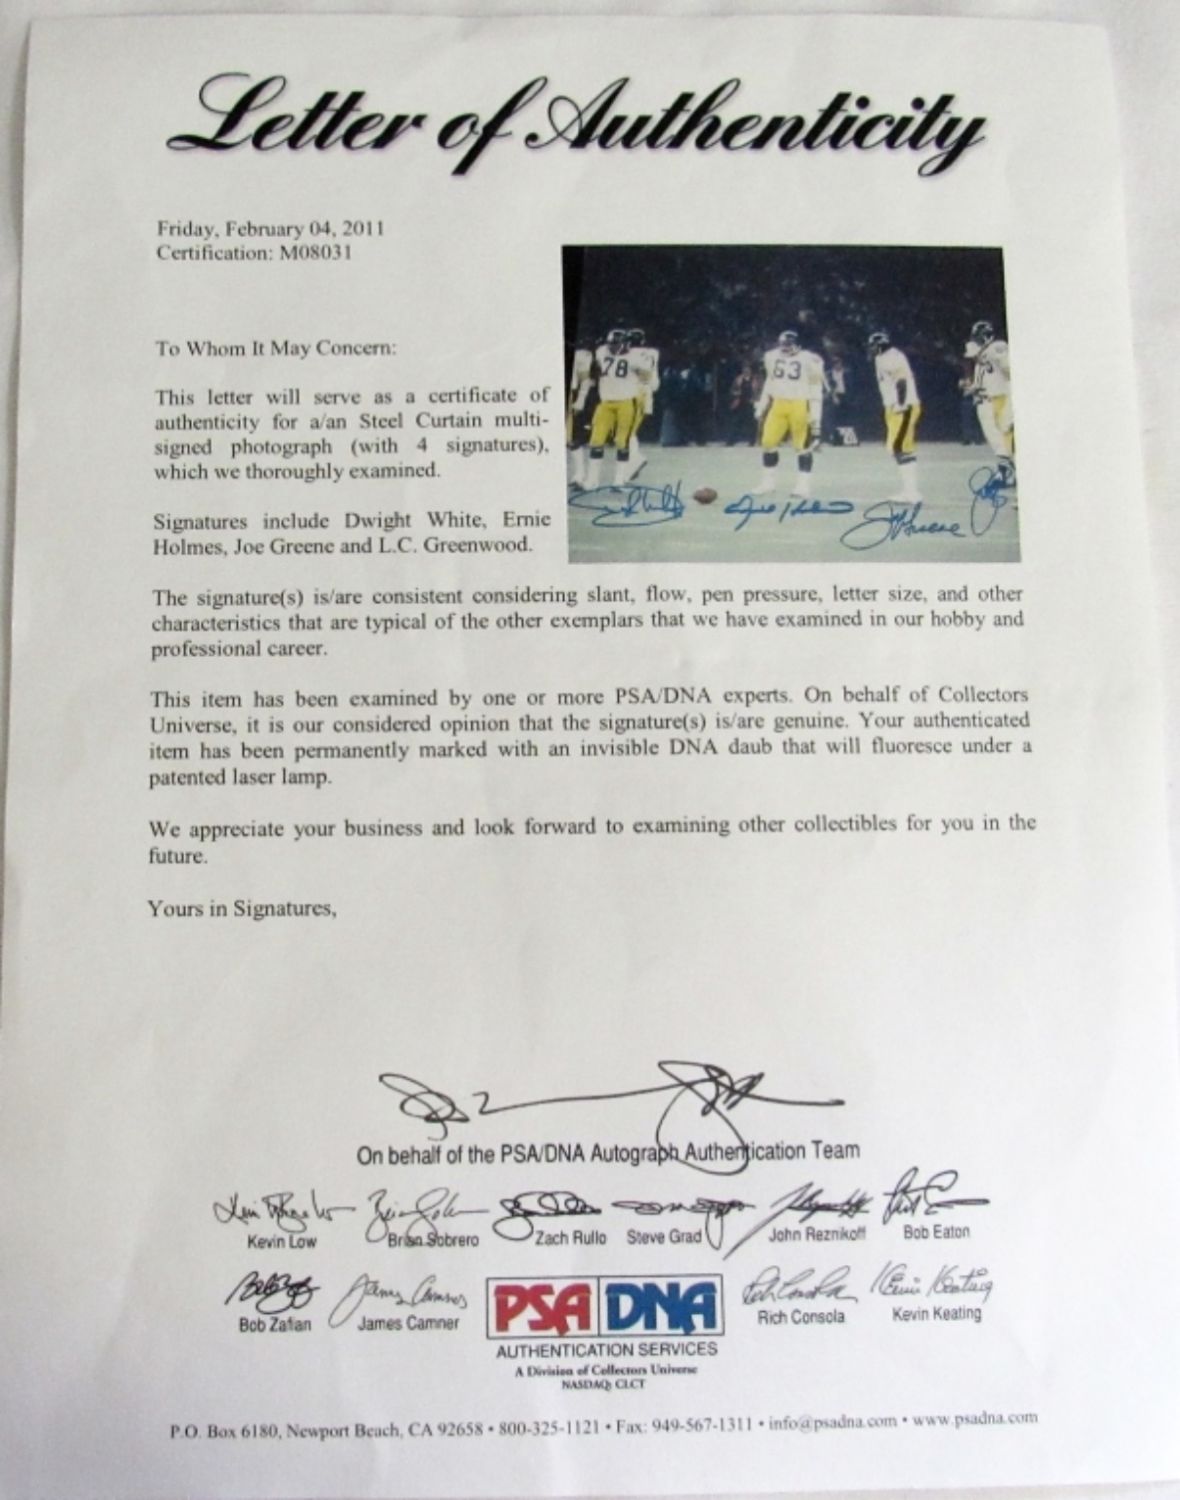 Letter of Authenticity
Friday, February 04, 2011
Certification: M08031
To Whom It May Concern:
This letter will serve as a certificate of
authenticity for a/an Steel Curtain multi-
signed photograph (with 4 signatures),
which we thoroughly examined.
Signatures include Dwight White, Ernie
Holmes, Joe Greene and L.C. Greenwood.
78
63
The signature(s) is/are consistent considering slant, flow, pen pressure, letter size, and other
characteristics that are typical of the other exemplars that we have examined in our hobby and
professional career.
This item has been examined by one or more PSA/DNA experts. On behalf of Collectors
Universe, it is our considered opinion that the signature(s) is/are genuine. Your authenticated
item has been permanently marked with an invisible DNA daub that will fluoresce under a
patented laser lamp.
We appreciate your business and look forward to examining other collectibles for you in the
future.
Yours in Signatures,
On behalf of the PSA/DNA Autograph Authentication Team
Kevin Low Brian Sobrero Zach Rullo Steve Grad John Reznikoff Bob Eaton
Bob Zafian James Camner Rich Consola Kevin Keating
PSA DNA
AUTHENTICATION SERVICES
A Division of Collectors Universe
NASDAQ: CLCT
P.O. Box 6180, Newport Beach, CA 92658 • 800-325-1121 • Fax: 949-567-1311 • info@psadna.com • www.psadna.com